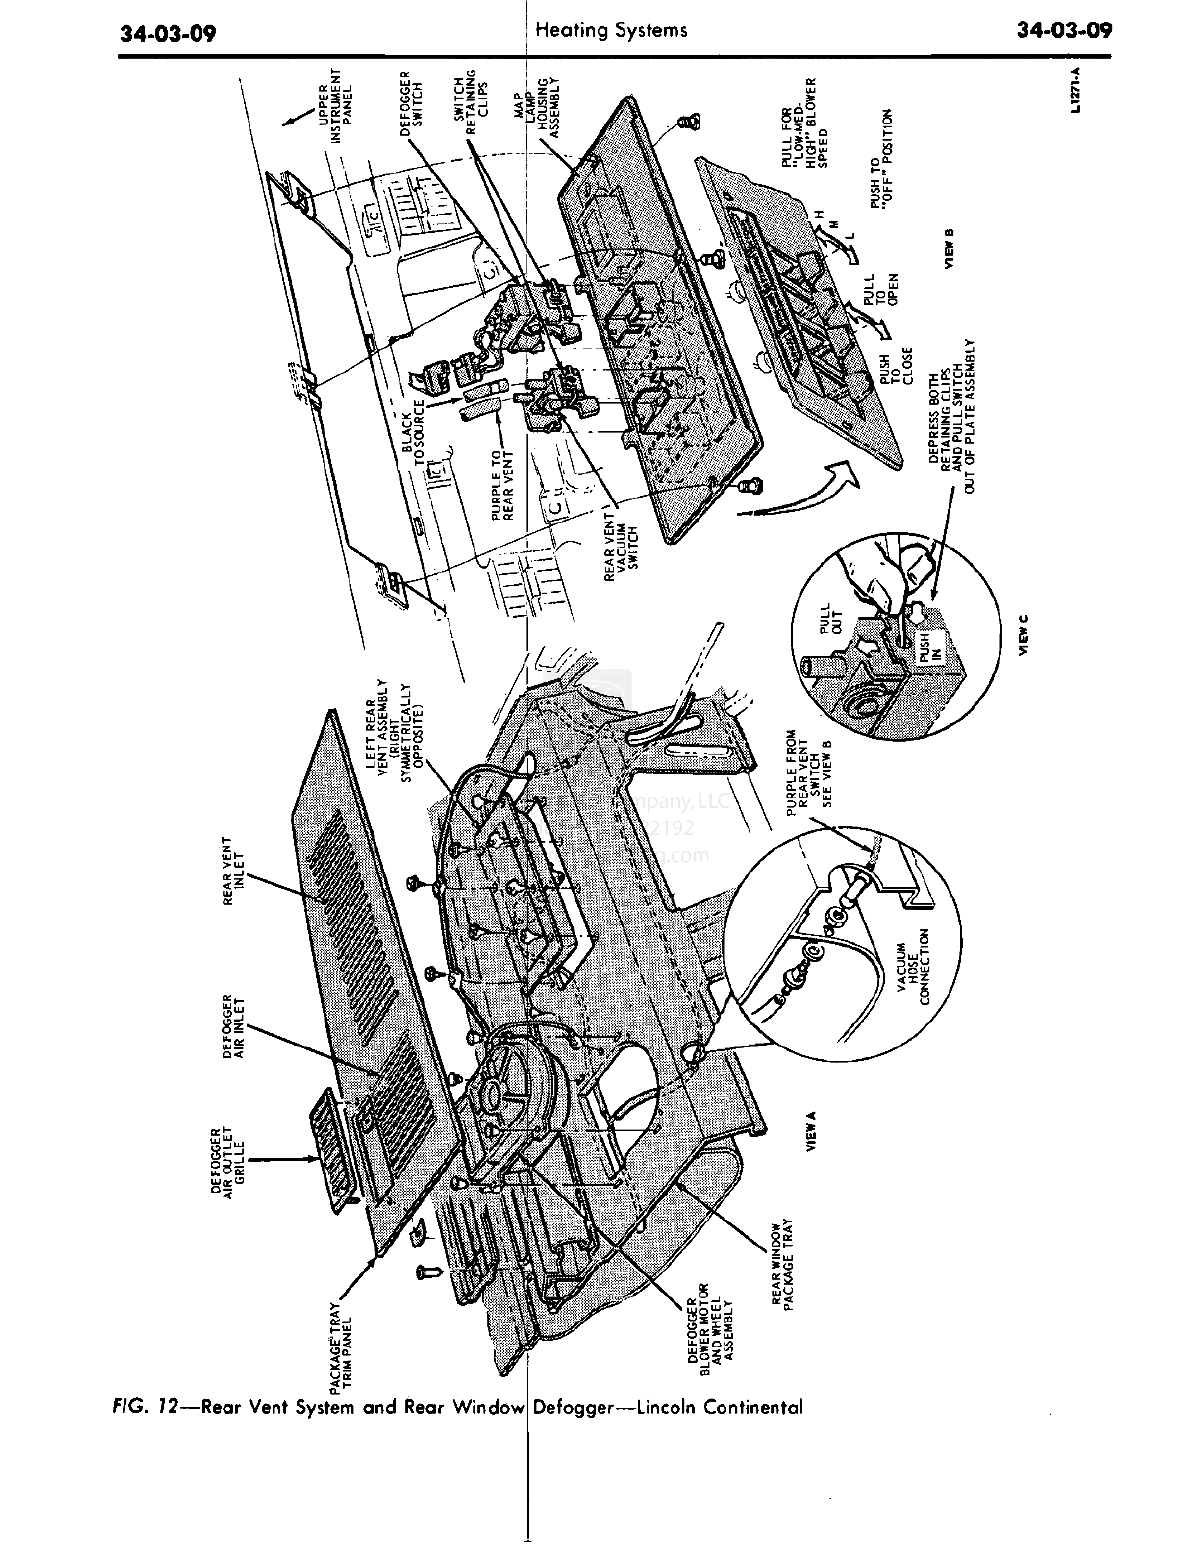 34-03-09
Heating Systems
34-03-09
UPPER
INSTRUMENT
PANEL
DEFOGGER
SWITCH
SWITCH
RETAINING
CLIPS
MAP
LAMP
HOUSING
ASSEMBLY
PULL FOR
"LOW-MED-
HIGH" BLOWER
SPEED
PUSH TO
"OFF" POSITION
L1271-A
H
M
L
VIEW B
PULL
TO
OPEN
PUSH
TO
CLOSE
BLACK
TO SOURCE
PURPLE TO
REAR VENT
REAR VENT
VACUUM
SWITCH
DEPRESS BOTH
RETAINING CLIPS
AND PULL SWITCH
OUT OF PLATE ASSEMBLY
PULL
OUT
PUSH
IN
VIEW C
LEFT REAR
VENT ASSEMBLY
(RIGHT
SYMMETRICALLY
OPPOSITE)
PURPLE FROM
REAR VENT
SWITCH
SEE VIEW B
REAR VENT
INLET
DEFOGGER
AIR INLET
DEFOGGER
AIR OUTLET
GRILLE
VACUUM
HOSE
CONNECTION
VIEW A
PACKAGE TRAY
TRIM PANEL
DEFOGGER
BLOWER MOTOR
AND WHEEL
ASSEMBLY
REAR WINDOW
PACKAGE TRAY
mpany, LLC
2192
g.com
FIG. 12—Rear Vent System and Rear Window Defogger—Lincoln Continental